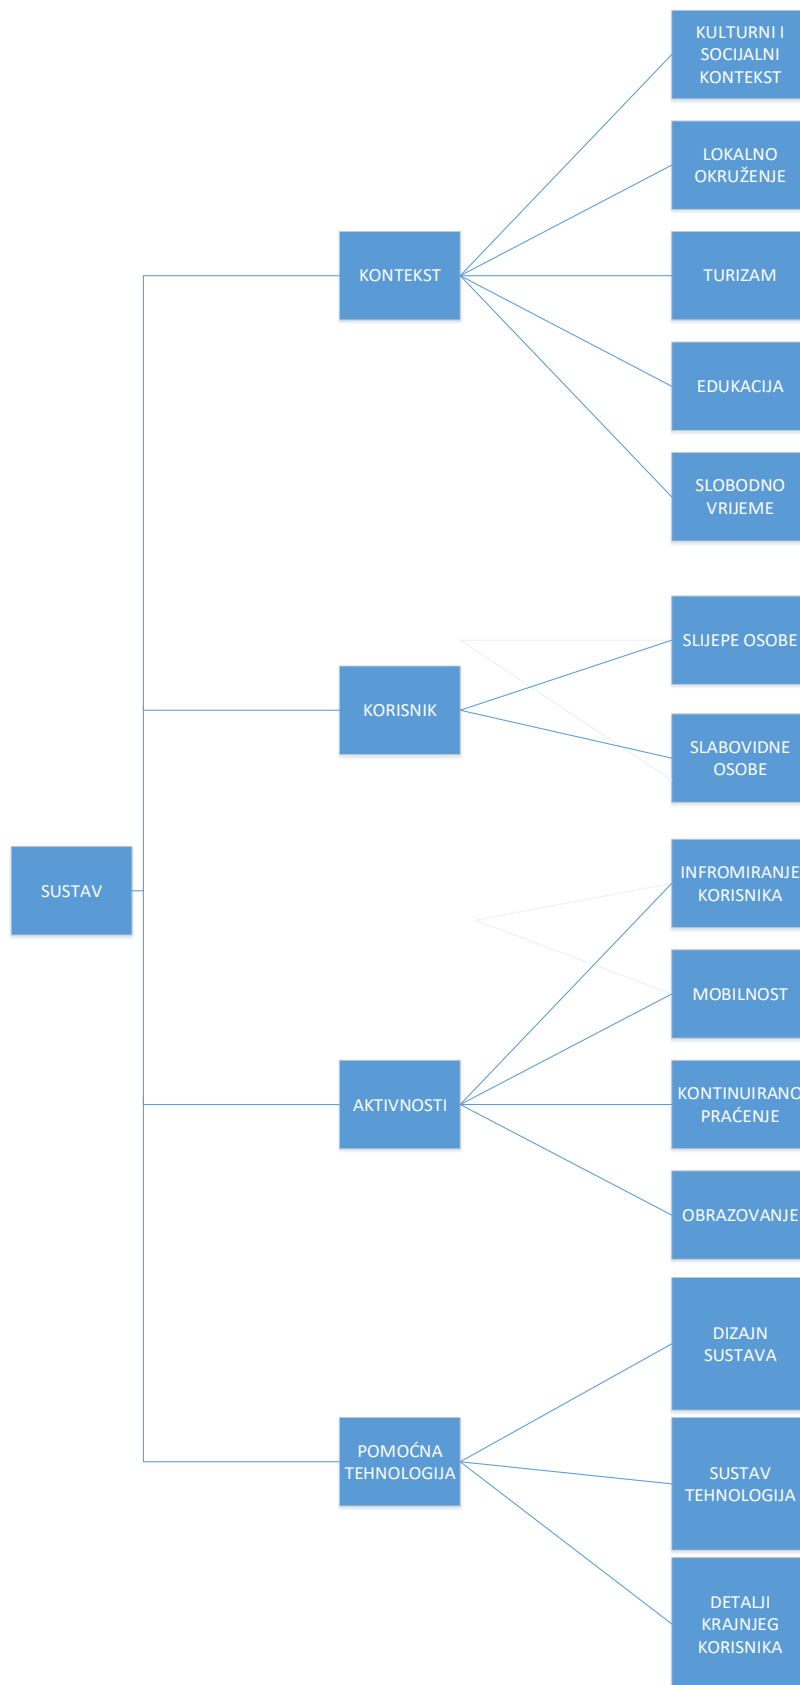 KULTURNI I
SOCIJALNI
KONTEKST
LOKALNO
OKRUŽENJE
KONTEKST
TURIZAM
EDUKACIJA
SLOBODNO
VRIJEME
SLIJEPE OSOBE
KORISNIK
SLABOVIDNE
OSOBE
SUSTAV
INFROMIRANJE
KORISNIKA
MOBILNOST
AKTIVNOSTI
KONTINUIRANO
PRAĆENJE
OBRAZOVANJE
DIZAJN
SUSTAVA
POMOĆNA
TEHNOLOGIJA
SUSTAV
TEHNOLOGIJA
DETALJI
KRAJNJEG
KORISNIKA